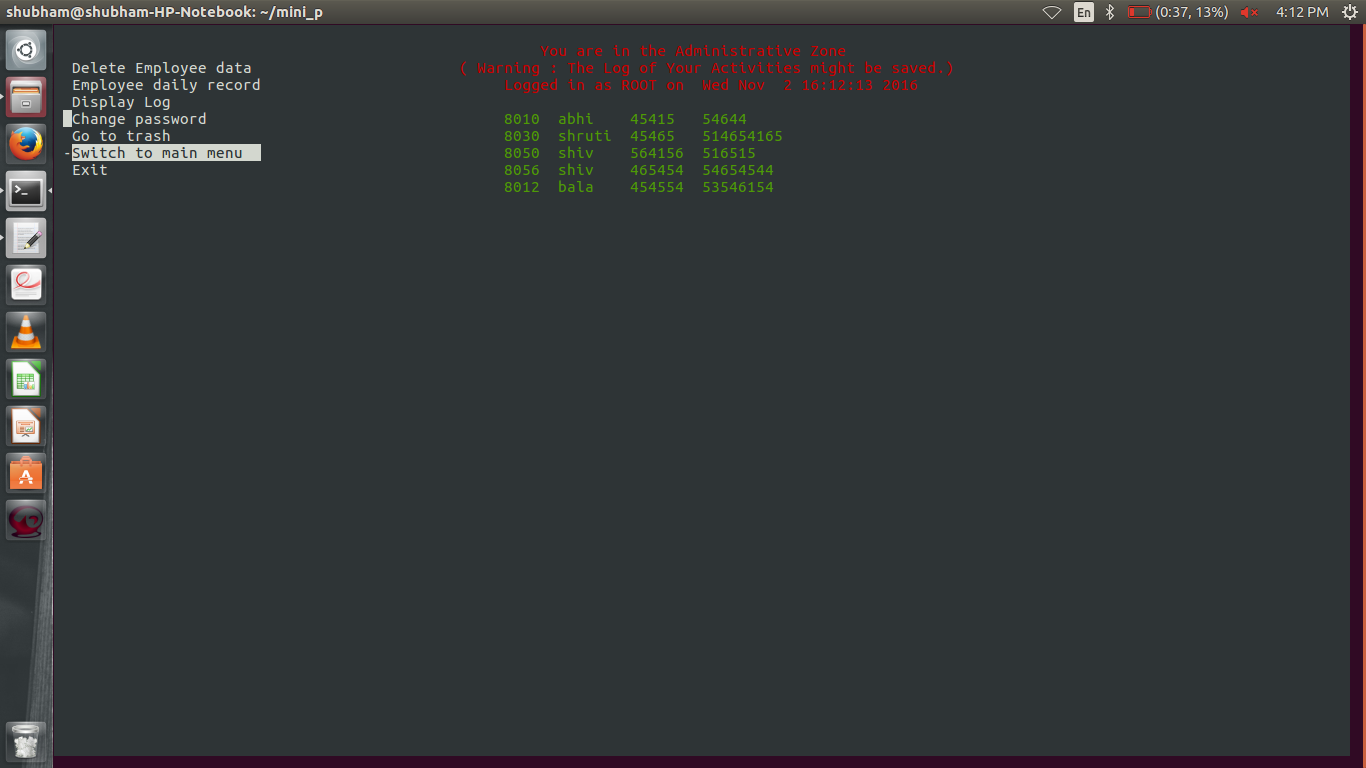 shubham@shubham-HP-Notebook: ~/mini_p
En (0:37, 13%) 4:12 PM
You are in the Administrative Zone
( Warning : The Log of Your Activities might be saved.)
Logged in as ROOT on  Wed Nov  2 16:12:13 2016
Delete Employee data
Employee daily record
Display Log
Change password
Go to trash
-Switch to main menu
Exit
8010  abhi    45415   54644
8030  shruti  45465   514654165
8050  shiv    564156  516515
8056  shiv    465454  54654544
8012  bala    454554  53546154